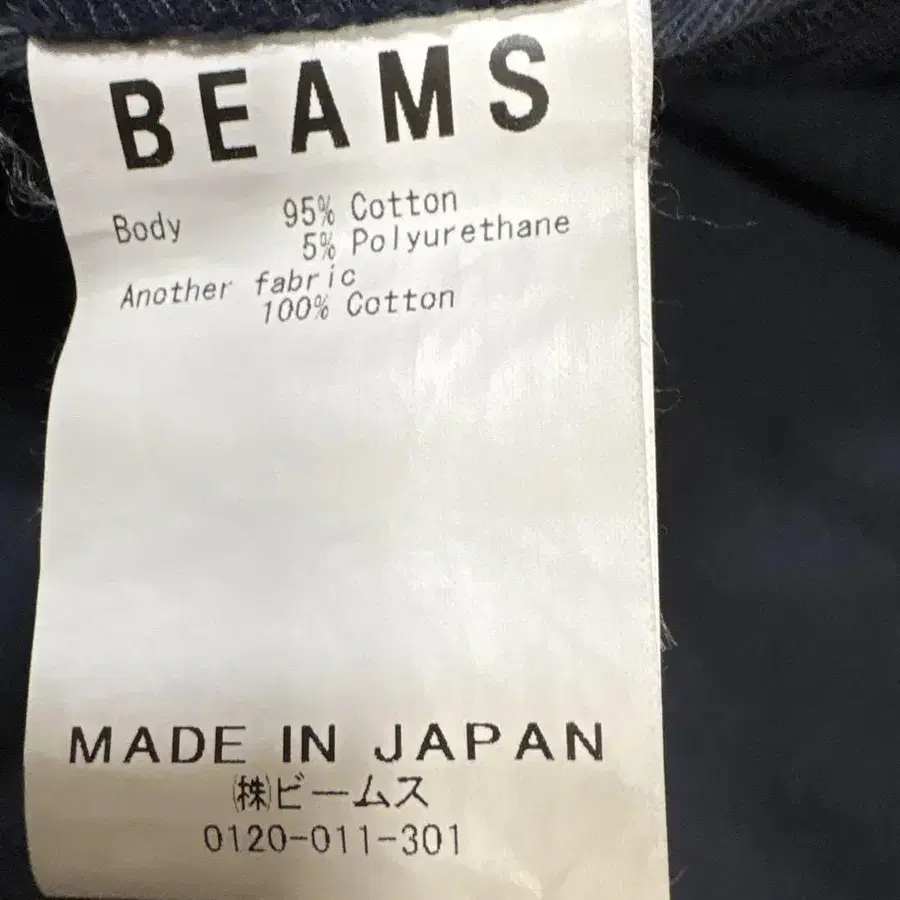 BEAMS
Body 95% Cotton
5% Polyurethane
Another fabric
100% Cotton
MADE IN JAPAN
㈱ビームス
0120-011-301